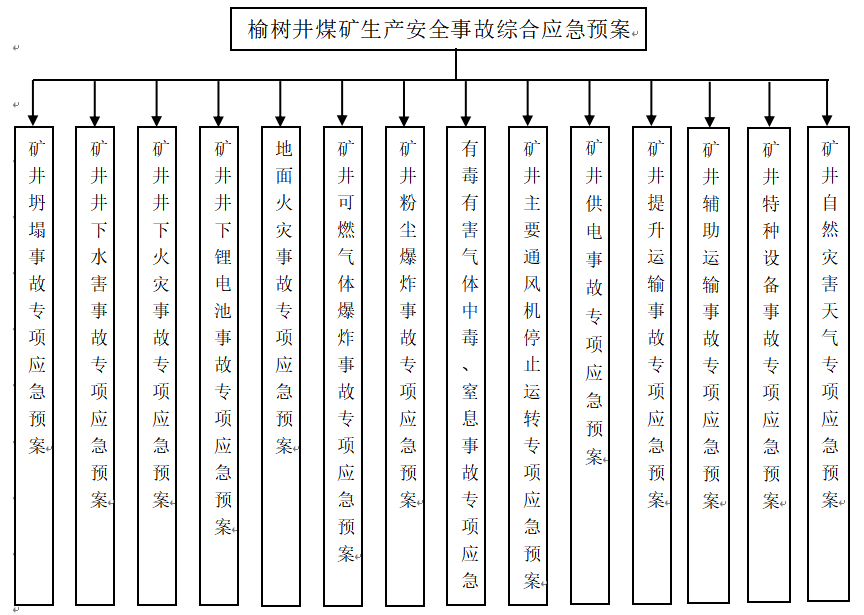 榆树井煤矿生产安全事故综合应急预案
矿井坍塌事故专项应急预案
矿井井下水害事故专项应急预案
矿井井下火灾事故专项应急预案
矿井井下锂电池事故专项应急预案
地面火灾事故专项应急预案
矿井可燃气体爆炸事故专项应急预案
矿井粉尘爆炸事故专项应急预案
有毒有害气体中毒、窒息事故专项应急
矿井主要通风机停止运转专项应急预案
矿井供电事故专项应急预案
矿井提升运输事故专项应急预案
矿井辅助运输事故专项应急预案
矿井特种设备事故专项应急预案
矿井自然灾害天气专项应急预案